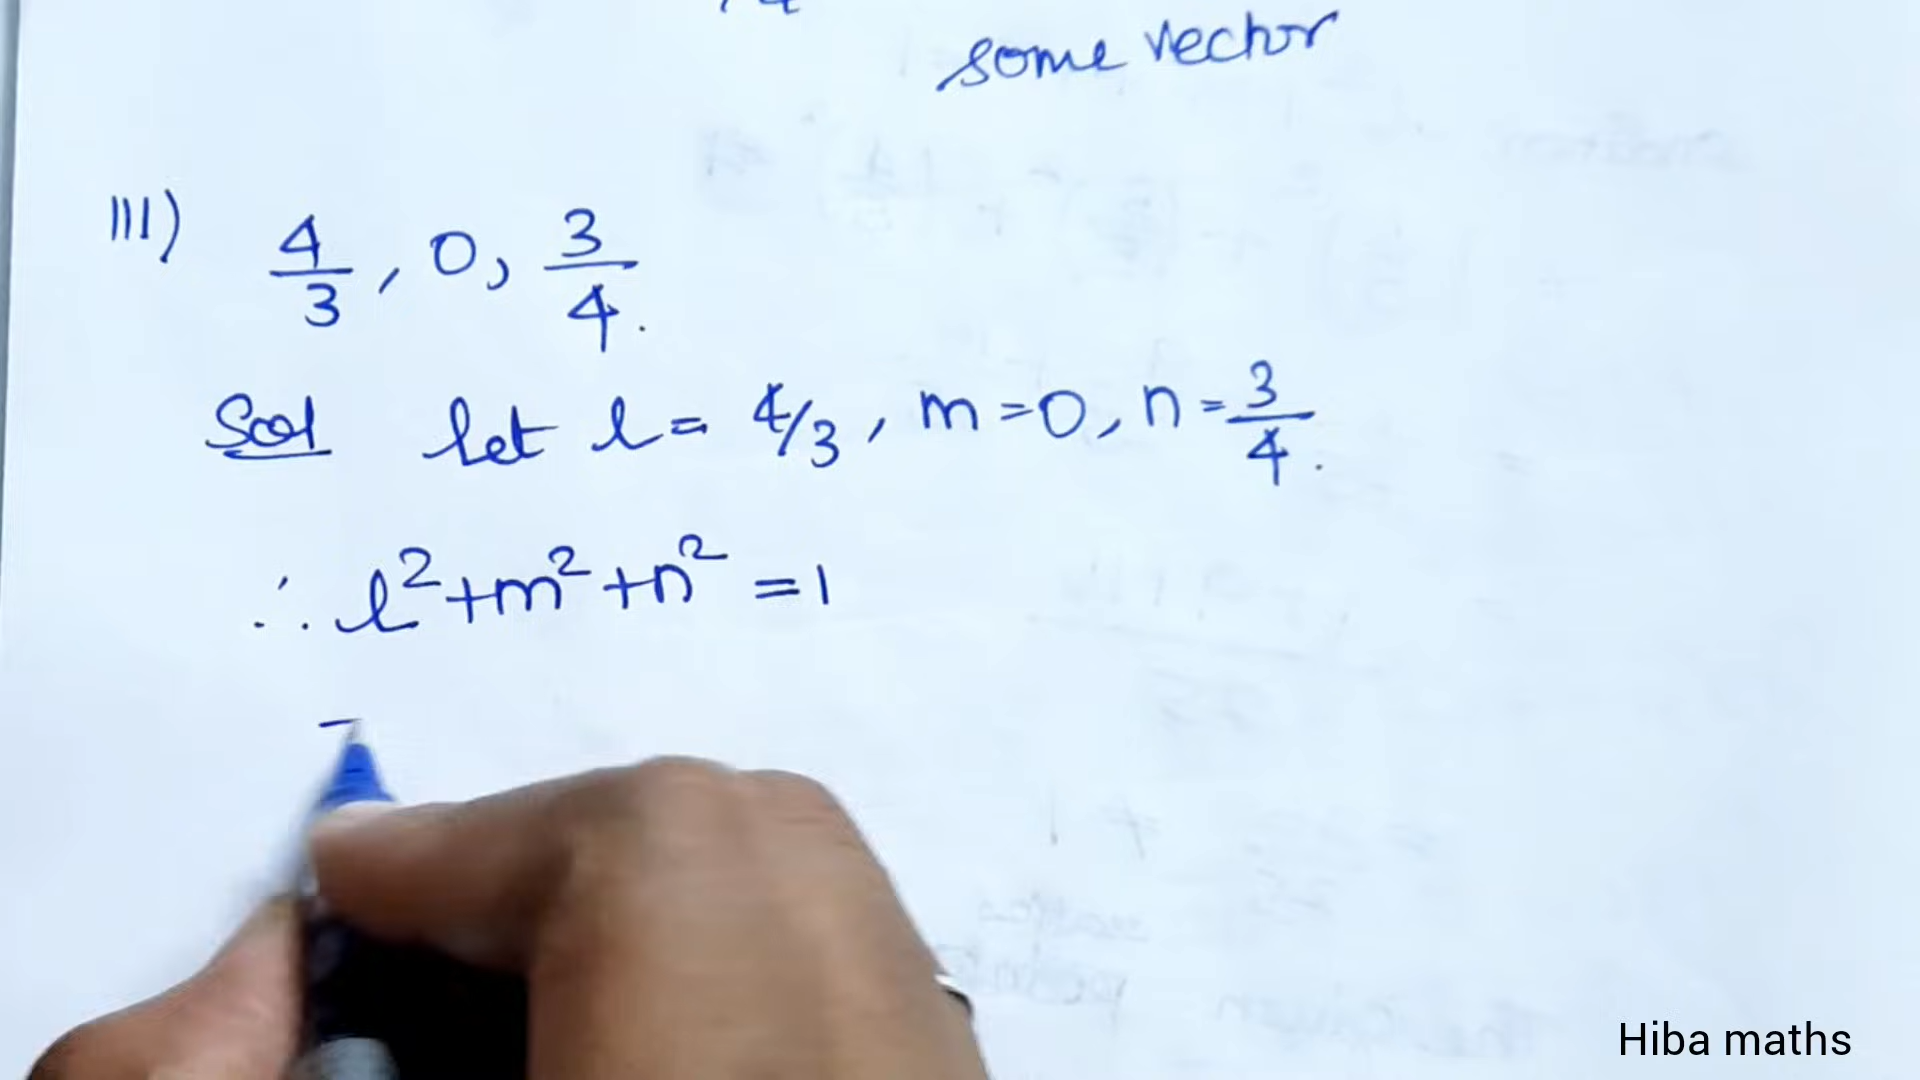 some vector
III) 4/3, 0, 3/4.
Sol let l = 4/3, m = 0, n = 3/4.
∴ l²+m²+n² = 1
Hiba maths